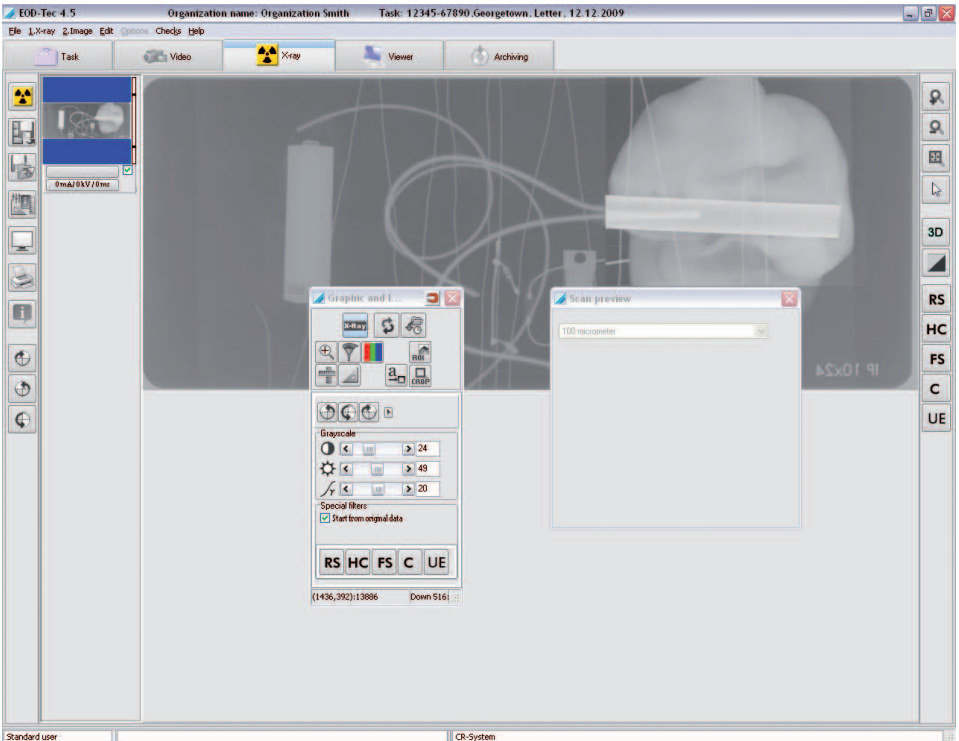 EOD-Tec 4.5 Organization name: Organization Smith Task: 12345-67890,Georgetown, Letter, 12.12.2009
File 1.X-ray 2.Image Edit Options Checks Help
Task Video X-ray Viewer Archiving
0mA/0kV/0ms
3D
RS
HC
FS
C
UE
IP 10x24
Graphic and I...
X-Ray
ROI
a
CROP
Grayscale
24
49
20
Special filters
Start from original data
RS HC FS C UE
(1436,392):13886 Down 516:
Scan preview
100 micrometer
Standard user CR-System